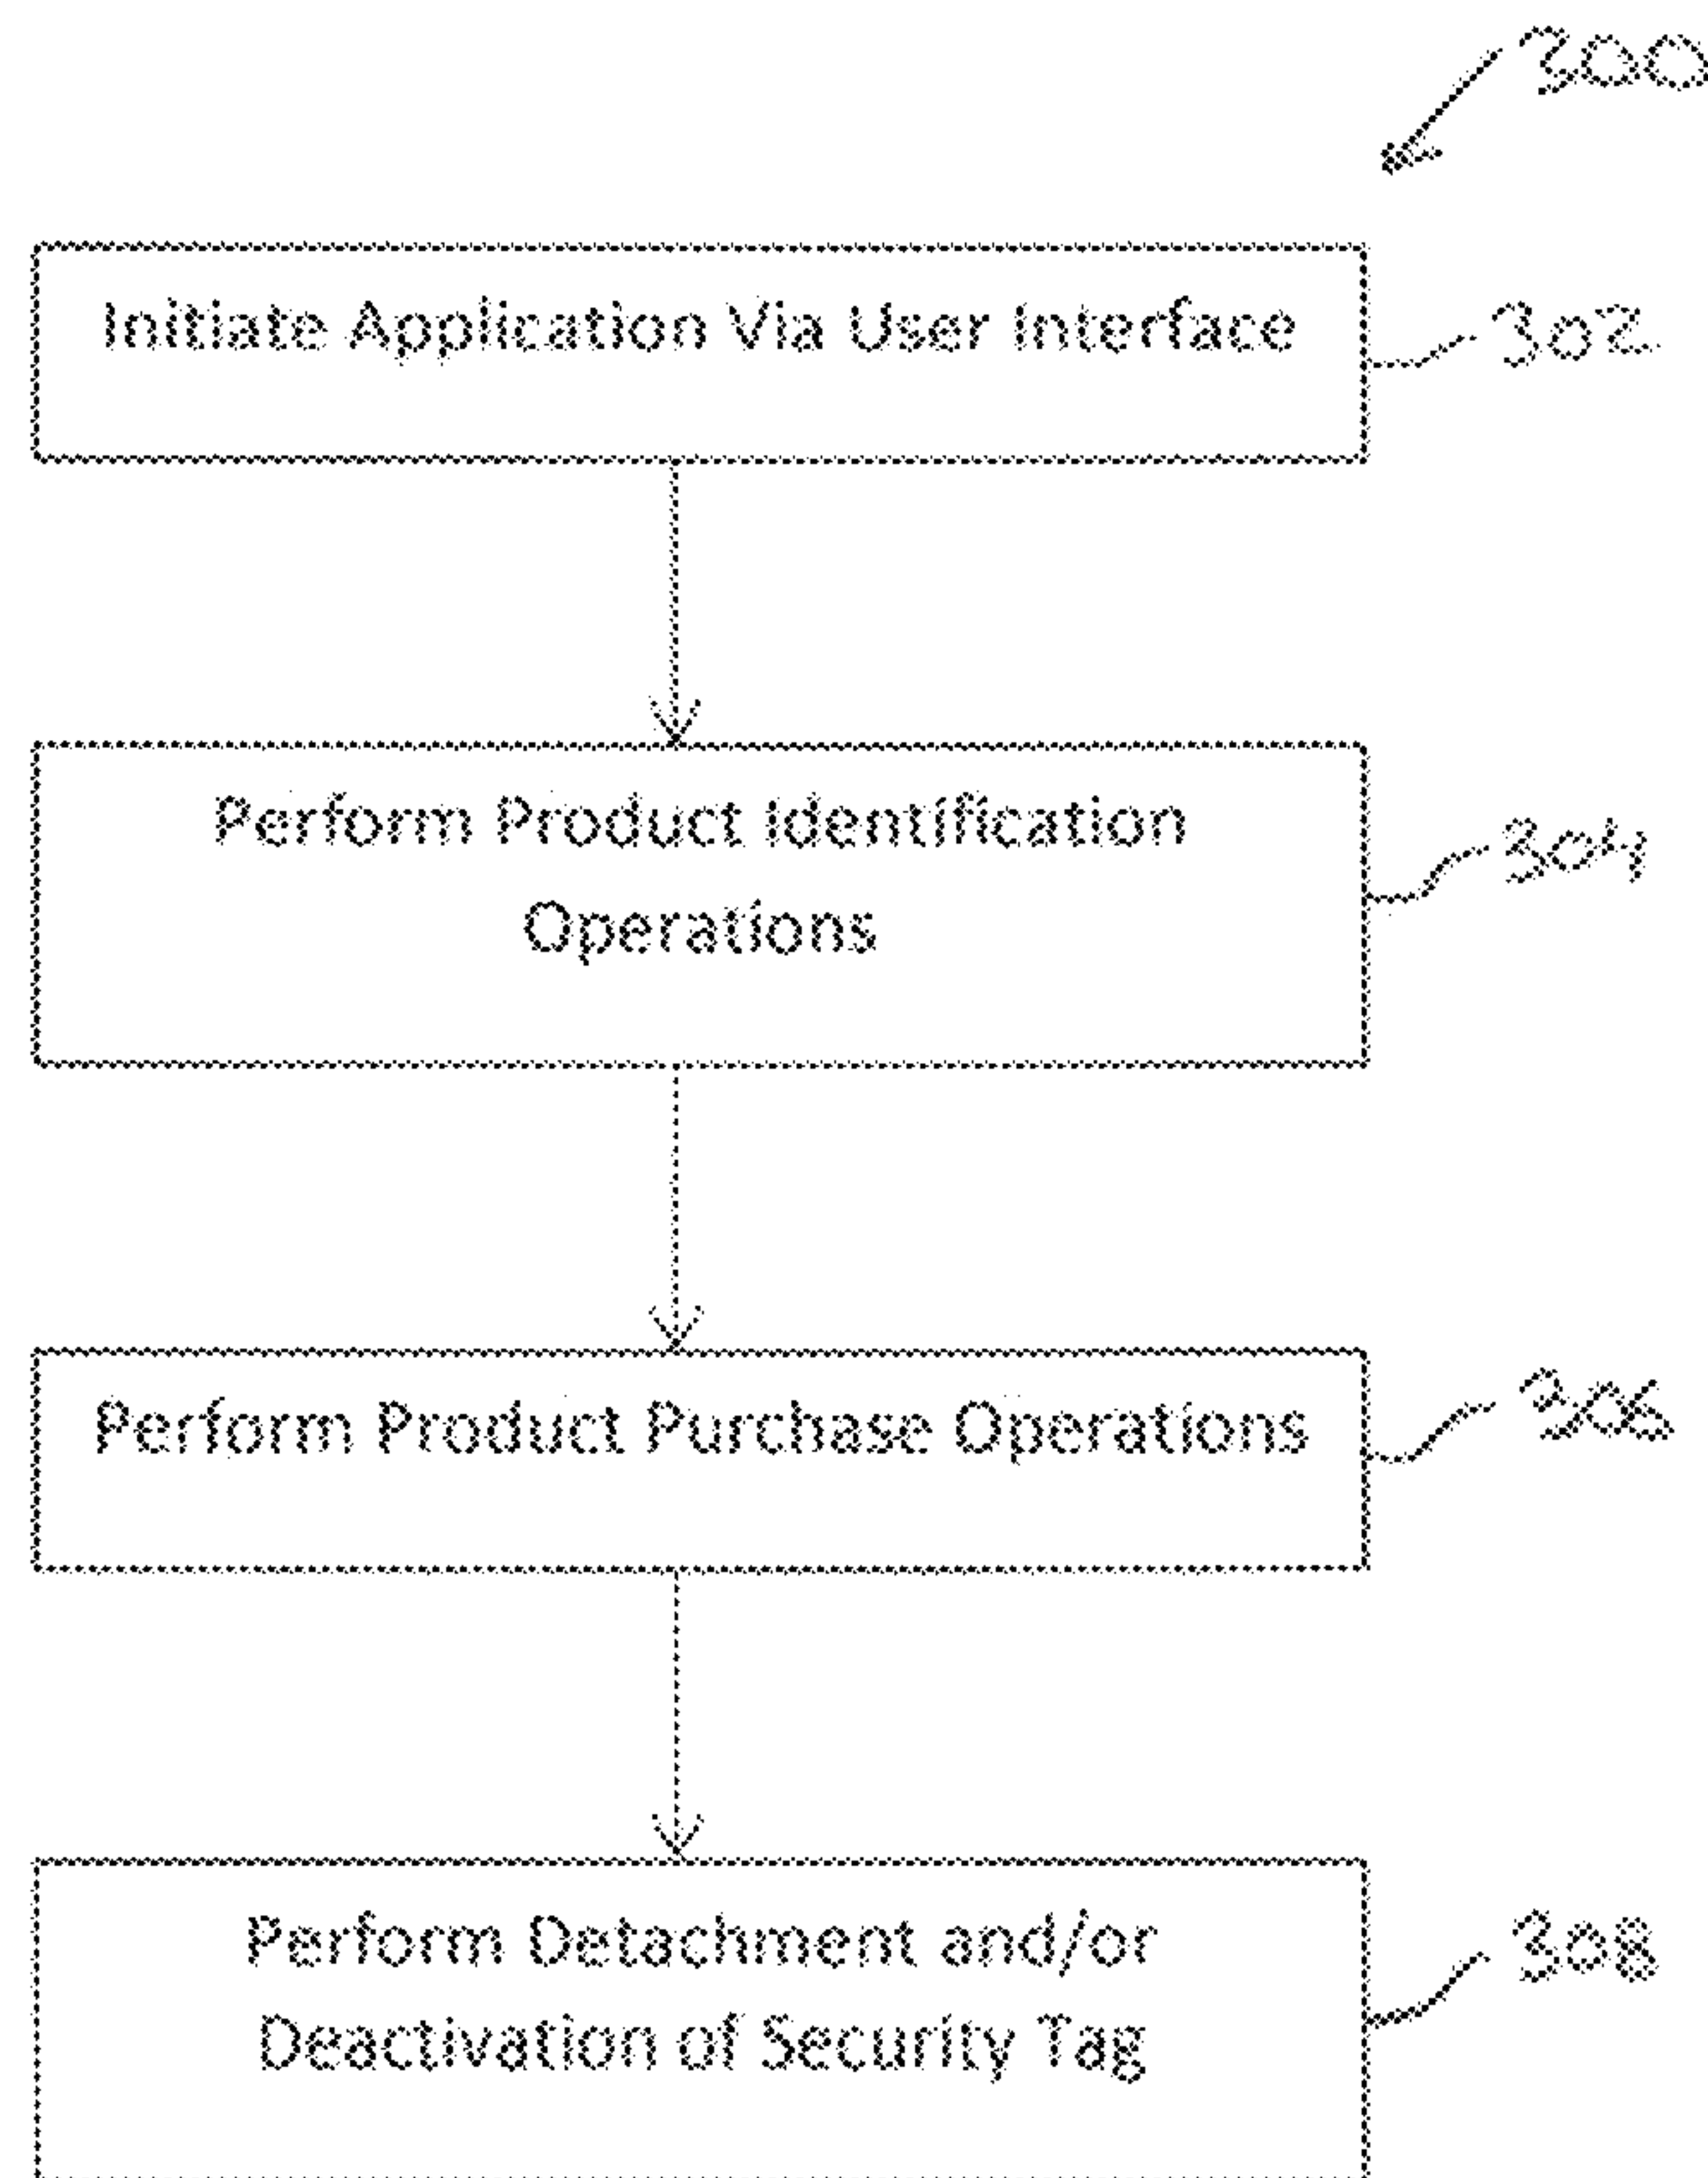 300
Initiate Application Via User Interface
302
Perform Product Identification
Operations
304
Perform Product Purchase Operations
306
Perform Detachment and/or
Deactivation of Security Tag
308